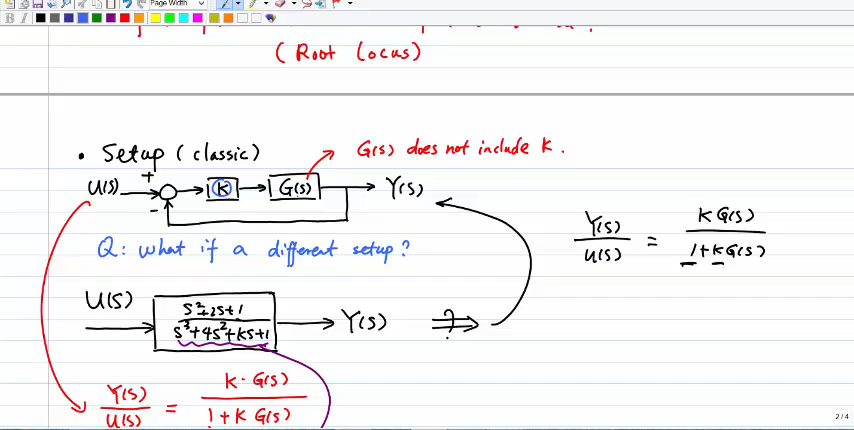 Page Width
B I
(Root Locus)
• Setup (classic)
G(s) does not include K.
U(s) + - K G(s) Y(s)
Q: what if a different setup?
Y(s)/U(s) = KG(s)/1+KG(s)
U(s) s²+2s+1/s³+4s²+Ks+1 Y(s) ?
Y(s)/U(s) = K·G(s)/1+KG(s)
2 / 4